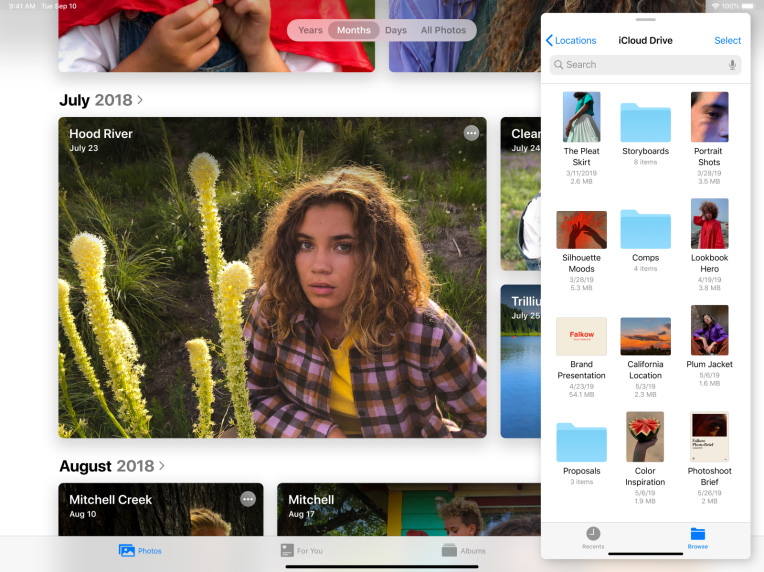 9:41 AM Tue Sep 10
100%
Years Months Days All Photos
July 2018
Hood River
July 23
July 24
July 25
August 2018
Mitchell Creek
Aug 10
Mitchell
Aug 17
Photos
For You
Albums
Locations
iCloud Drive
Select
Search
The Pleat
Skirt
3/11/2019
2.6 MB
Storyboards
8 items
Portrait
Shots
3/28/19
3.5 MB
Silhouette
Moods
3/28/19
5.3 MB
Comps
4 items
Lookbook
Hero
4/19/19
3.8 MB
Falkow
Brand
Presentation
4/23/19
54.1 MB
California
Location
5/3/19
2.3 MB
Plum Jacket
5/6/19
1.6 MB
Proposals
3 items
Color
Inspiration
5/6/19
1.9 MB
Falkow
Photo Brief
Photoshoot
Brief
5/26/19
2 MB
Recents
Browse